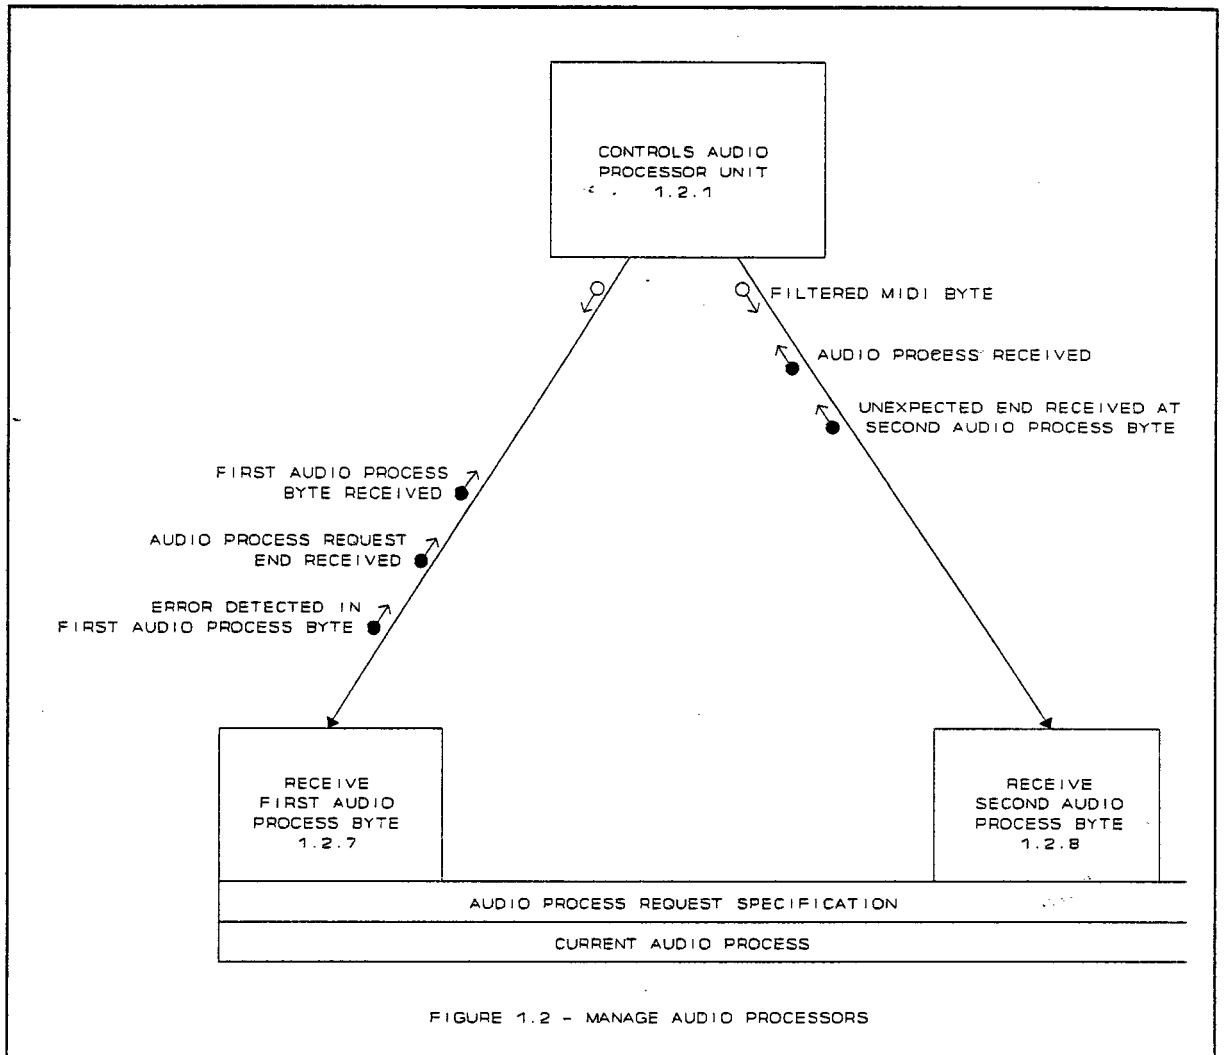 CONTROLS AUDIO
PROCESSOR UNIT
1.2.1
FILTERED MIDI BYTE
AUDIO PROCESS RECEIVED
UNEXPECTED END RECEIVED AT
SECOND AUDIO PROCESS BYTE
FIRST AUDIO PROCESS
BYTE RECEIVED
AUDIO PROCESS REQUEST
END RECEIVED
ERROR DETECTED IN
FIRST AUDIO PROCESS BYTE
RECEIVE
FIRST AUDIO
PROCESS BYTE
1.2.7
RECEIVE
SECOND AUDIO
PROCESS BYTE
1.2.8
AUDIO PROCESS REQUEST SPECIFICATION
CURRENT AUDIO PROCESS
FIGURE 1.2 - MANAGE AUDIO PROCESSORS